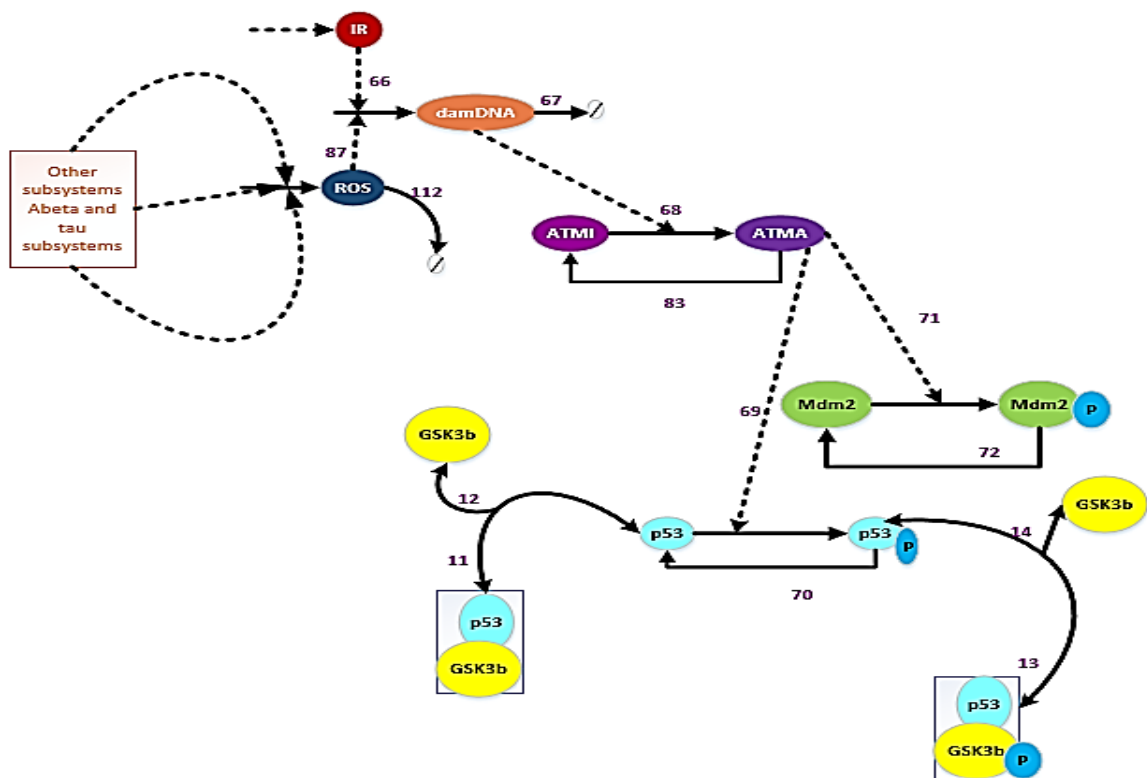 IR
66
damDNA
67
87
Other
subsystems
Abeta and
tau
subsystems
ROS
112
68
ATMI
ATMA
83
71
69
Mdm2
Mdm2
P
72
GSK3b
12
GSK3b
p53
p53
P
14
11
70
p53
GSK3b
13
p53
GSK3b
P